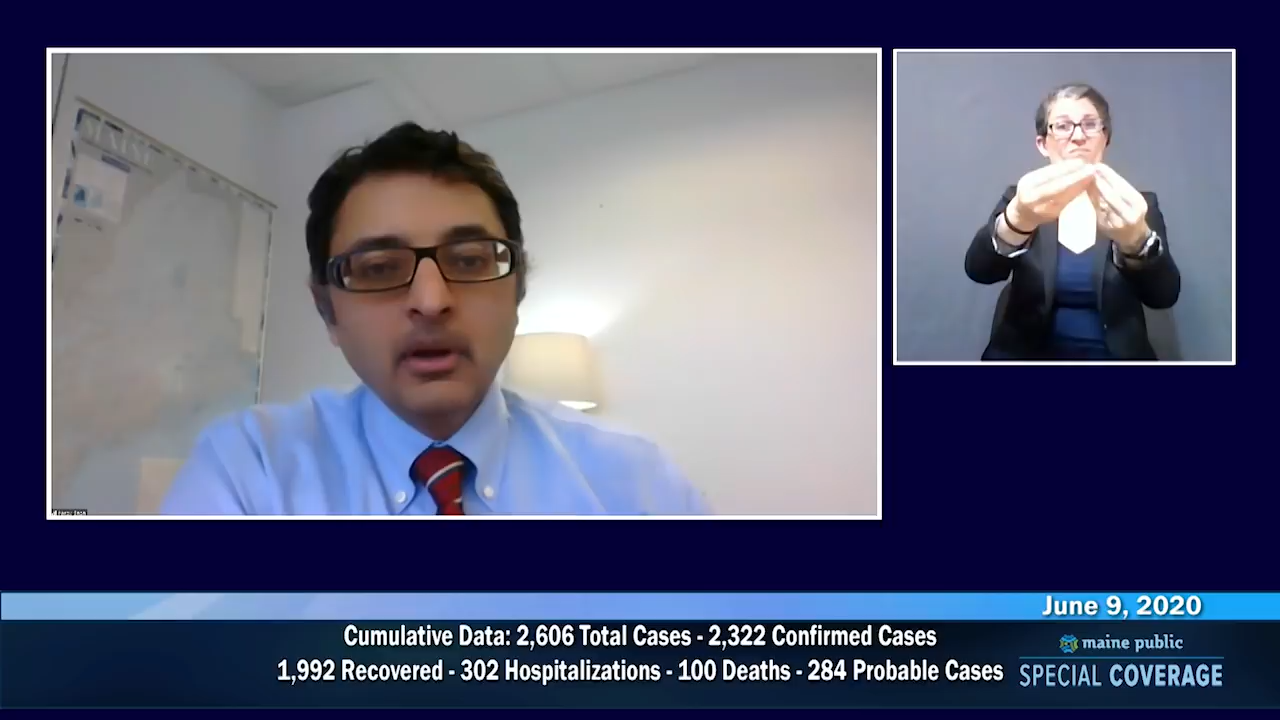 MAINE
June 9, 2020
Cumulative Data: 2,606 Total Cases - 2,322 Confirmed Cases
1,992 Recovered - 302 Hospitalizations - 100 Deaths - 284 Probable Cases
maine public
SPECIAL COVERAGE